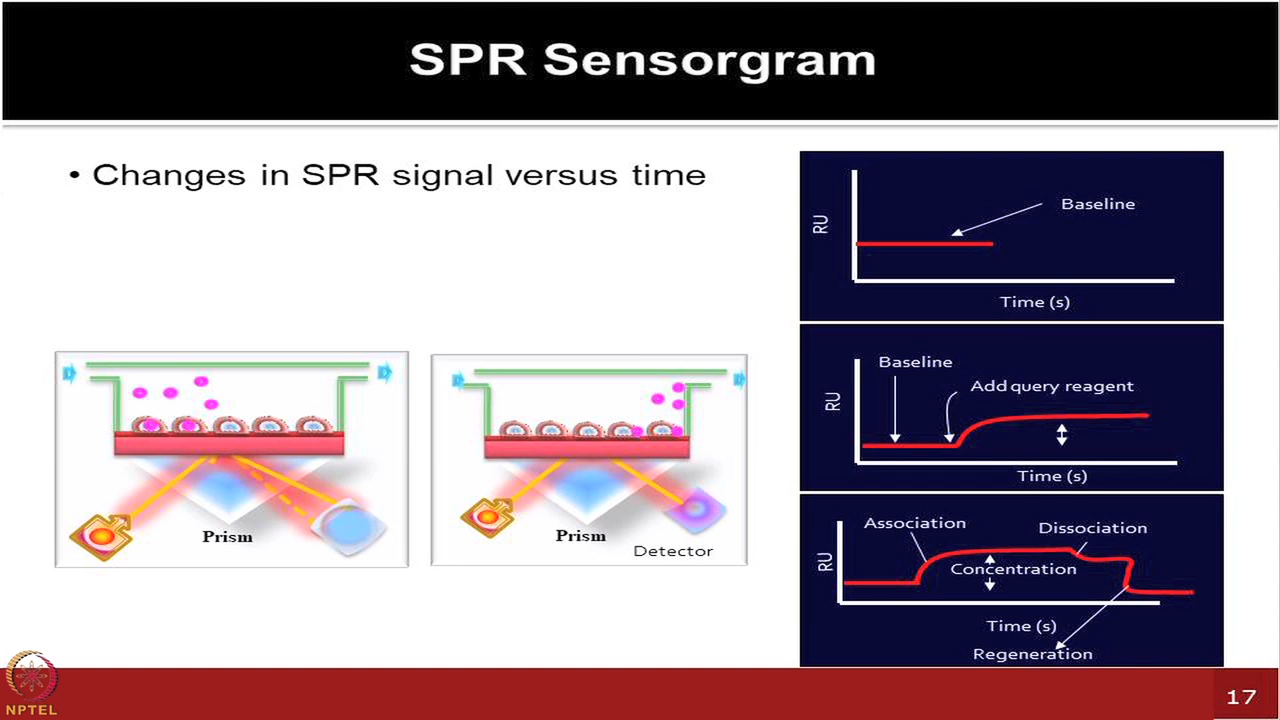 SPR Sensorgram
• Changes in SPR signal versus time
Prism
Prism
Detector
RU
Baseline
Time (s)
RU
Baseline
Add query reagent
Time (s)
RU
Association
Dissociation
Concentration
Time (s)
Regeneration
NPTEL
17